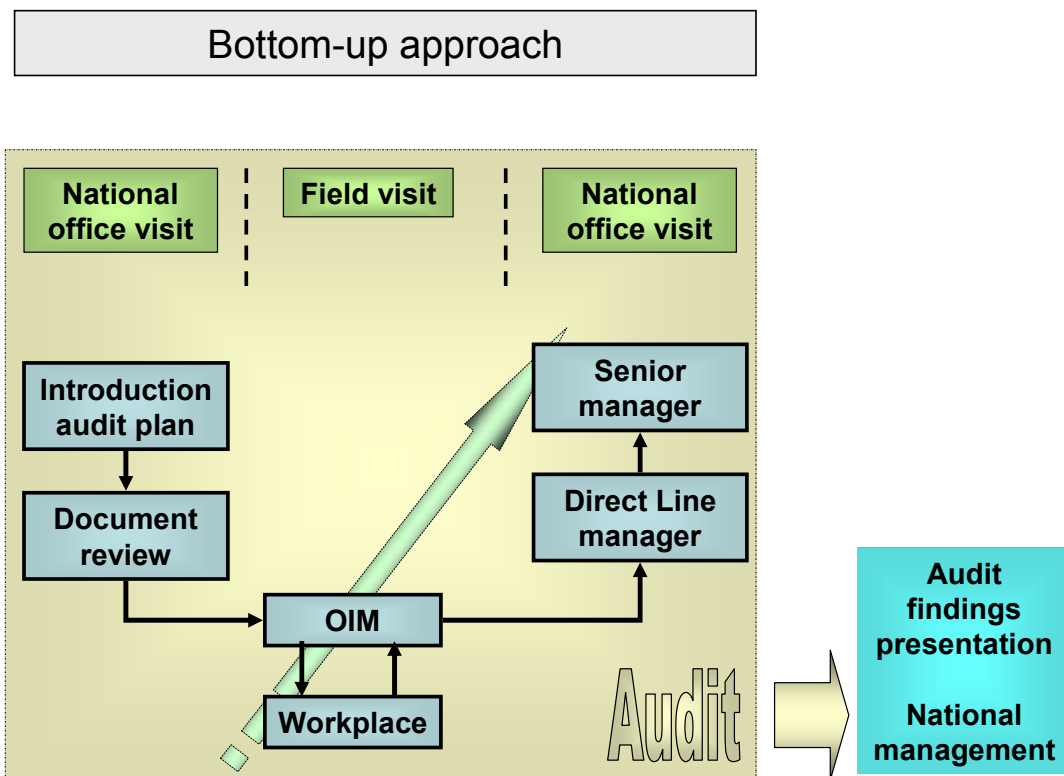 Bottom-up approach
National
office visit
Field visit
National
office visit
Introduction
audit plan
Document
review
OIM
Workplace
Senior
manager
Direct Line
manager
Audit
Audit
findings
presentation
National
management